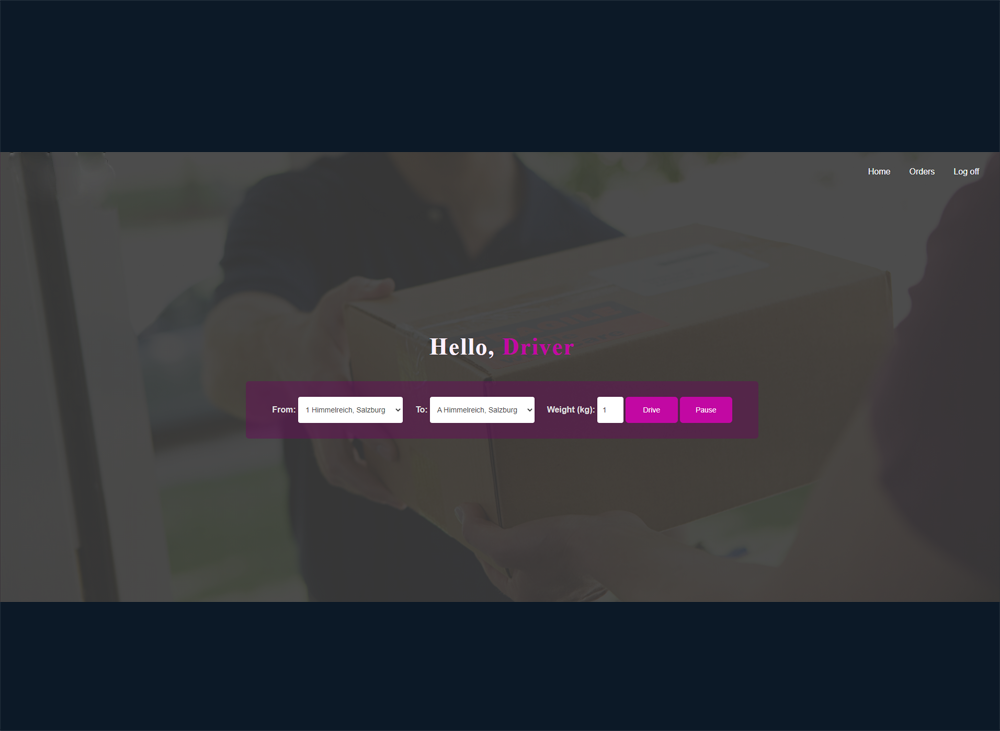 Home Orders Log off
Hello, Driver
From: 1 Himmelreich, Salzburg To: A Himmelreich, Salzburg Weight (kg): 1 Drive Pause